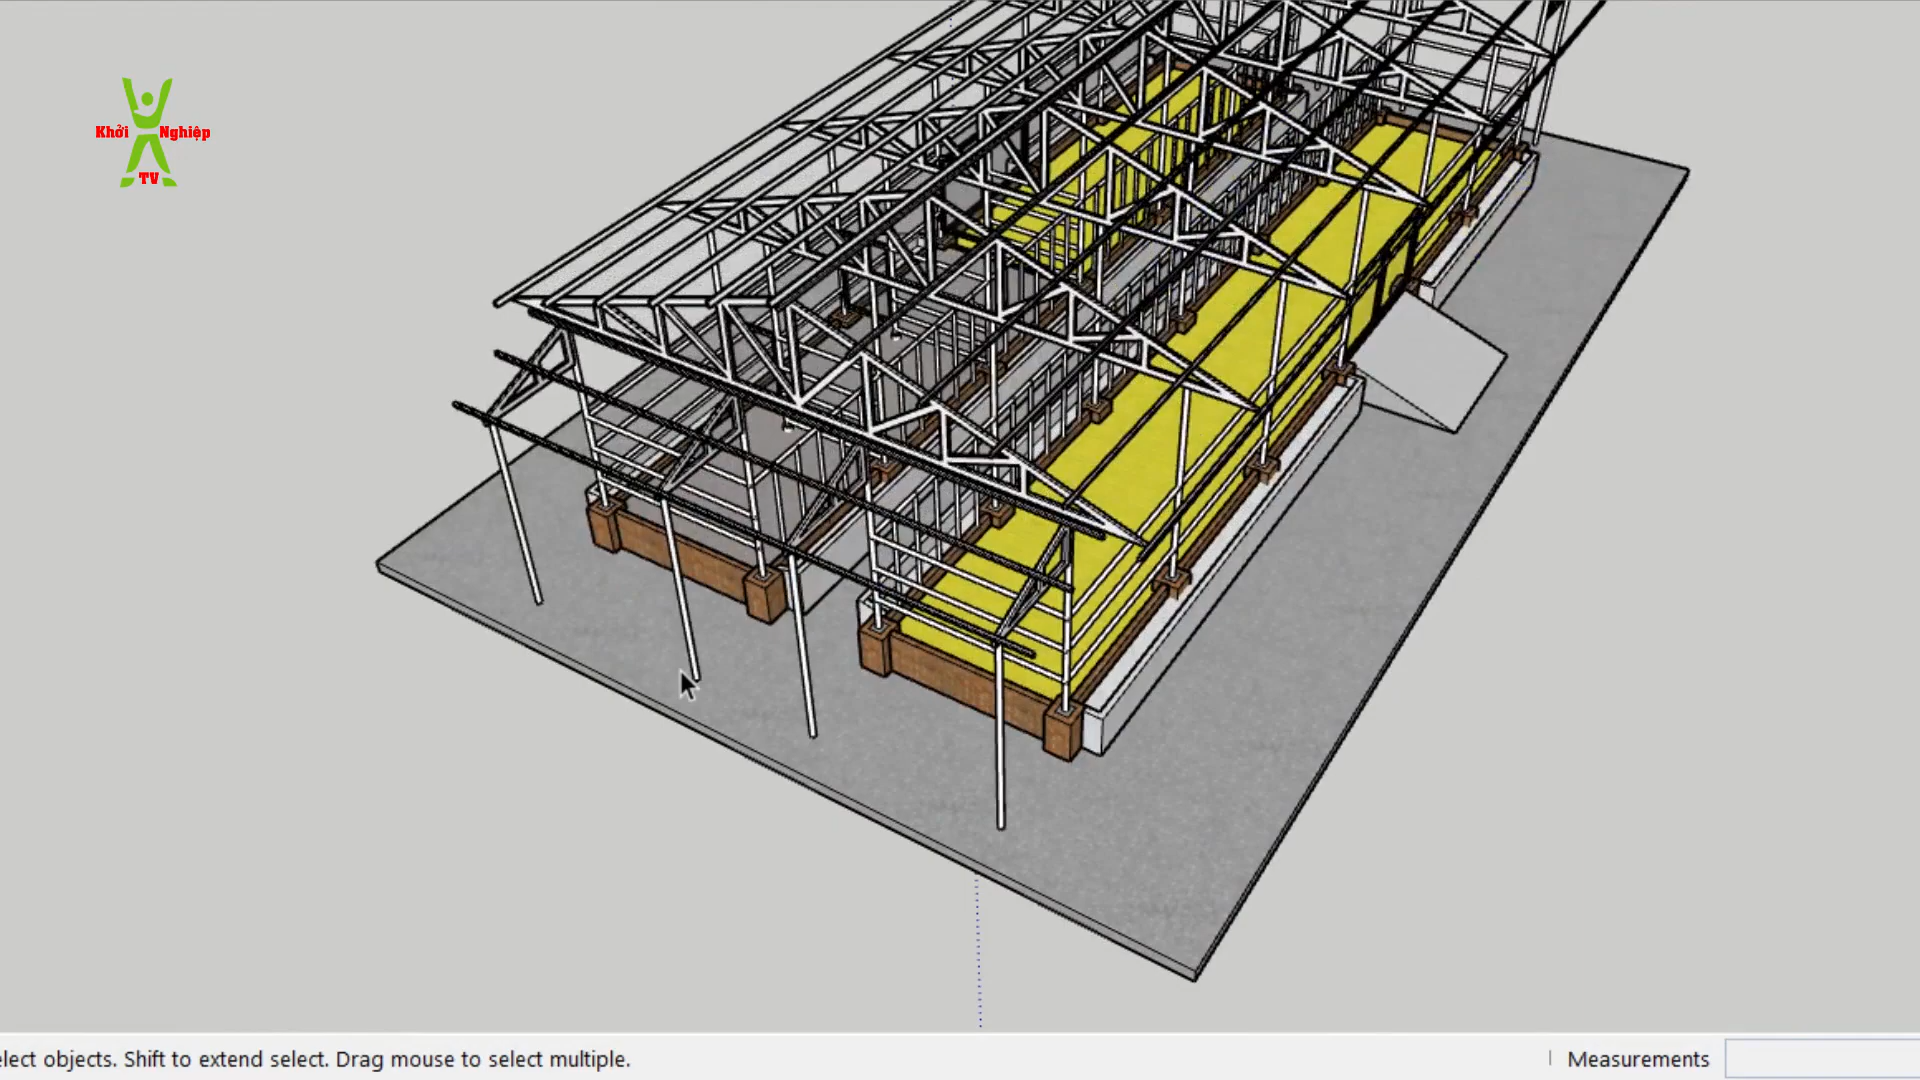 Khởi Nghiệp
TV
elect objects. Shift to extend select. Drag mouse to select multiple.
Measurements